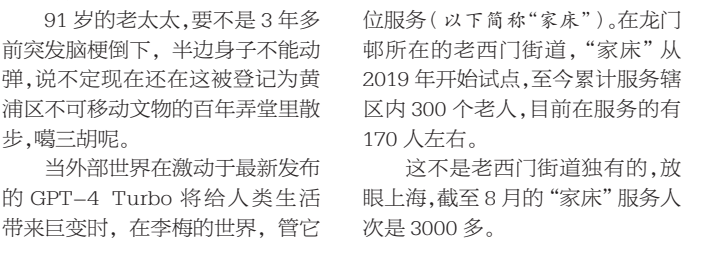 91 岁的老太太,要不是 3 年多
前突发脑梗倒下，半边身子不能动
弹,说不定现在还在这被登记为黄
浦区不可移动文物的百年弄堂里散
步,噶三胡呢。
当外部世界在激动于最新发布
的 GPT–4 Turbo 将给人类生活
带来巨变时，在李梅的世界，管它
位服务(以下简称“家床”)。在龙门
邨所在的老西门街道，“家床”从
2019 年开始试点,至今累计服务辖
区内 300 个老人,目前在服务的有
170 人左右。
这不是老西门街道独有的,放
眼上海,截至 8 月的“家床”服务人
次是 3000 多。